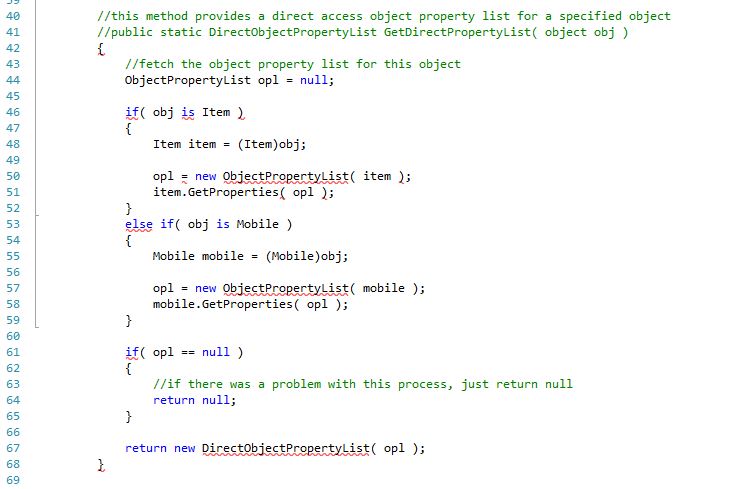 39
40 //this method provides a direct access object property list for a specified object
41 //public static DirectObjectPropertyList GetDirectPropertyList( object obj )
42 {
43 //fetch the object property list for this object
44 ObjectPropertyList opl = null;
45
46 if( obj is Item )
47 {
48 Item item = (Item)obj;
49
50 opl = new ObjectPropertyList( item );
51 item.GetProperties( opl );
52 }
53 else if( obj is Mobile )
54 {
55 Mobile mobile = (Mobile)obj;
56
57 opl = new ObjectPropertyList( mobile );
58 mobile.GetProperties( opl );
59 }
60
61 if( opl == null )
62 {
63 //if there was a problem with this process, just return null
64 return null;
65 }
66
67 return new DirectObjectPropertyList( opl );
68 }
69